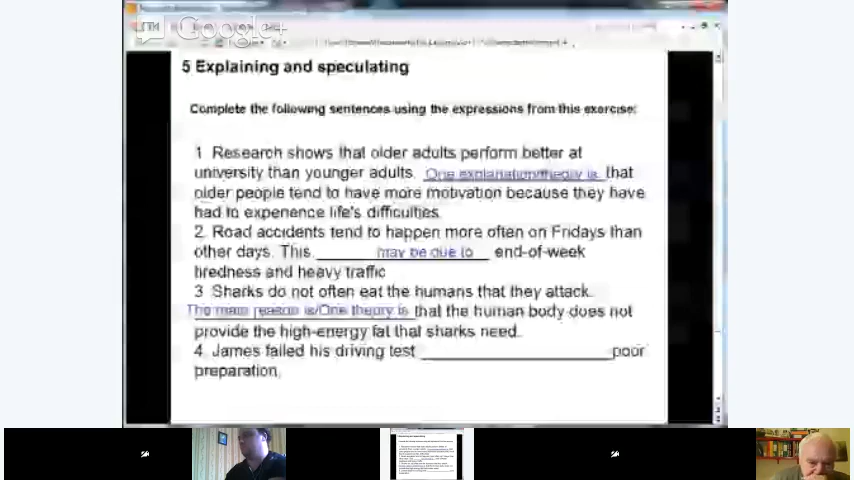 Google+
5 Explaining and speculating
Complete the following sentences using the expressions from this exercise:
1 Research shows that older adults perform better at
university than younger adults. One explanation/theory is that
older people tend to have more motivation because they have
had to experience life's difficulties.
2. Road accidents tend to happen more often on Fridays than
other days. This may be due to end-of-week
tiredness and heavy traffic
3 Sharks do not often eat the humans that they attack.
The main reason is/One theory is that the human body does not
provide the high-energy fat that sharks need.
4 James failed his driving test ____________________poor
preparation